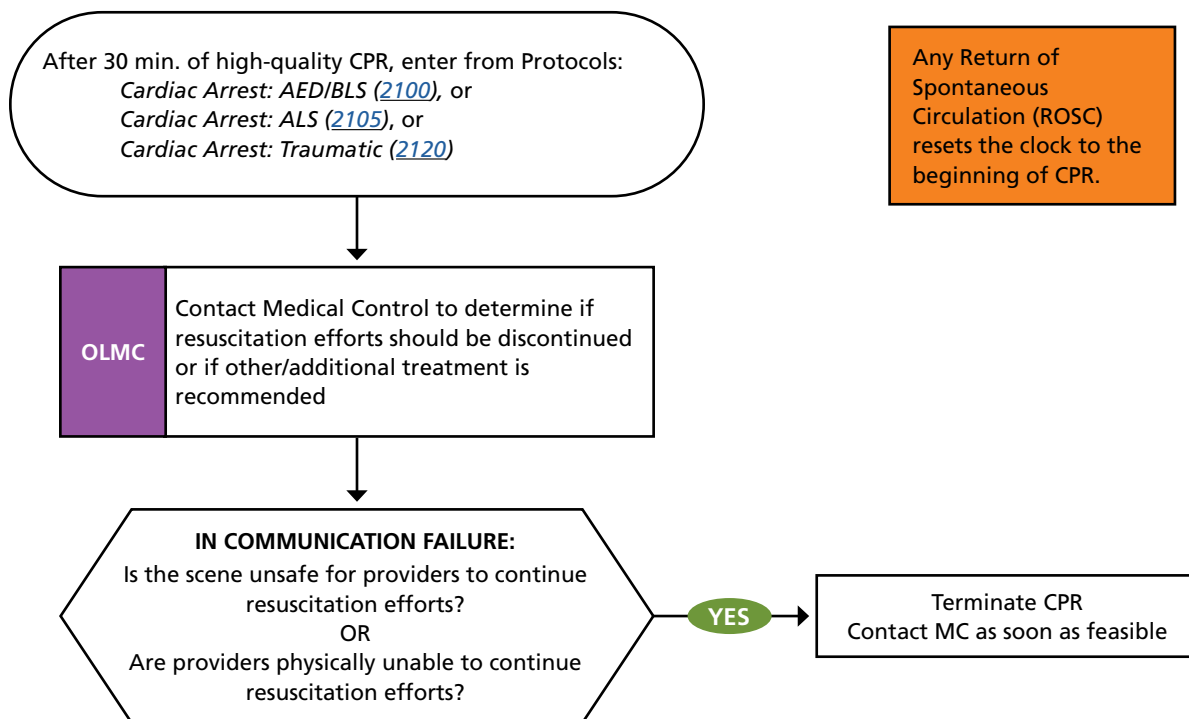 After 30 min. of high-quality CPR, enter from Protocols:
Cardiac Arrest: AED/BLS (2100), or
Cardiac Arrest: ALS (2105), or
Cardiac Arrest: Traumatic (2120)
Any Return of
Spontaneous
Circulation (ROSC)
resets the clock to the
beginning of CPR.
OLMC
Contact Medical Control to determine if
resuscitation efforts should be discontinued
or if other/additional treatment is
recommended
IN COMMUNICATION FAILURE:
Is the scene unsafe for providers to continue
resuscitation efforts?
OR
Are providers physically unable to continue
resuscitation efforts?
YES
Terminate CPR
Contact MC as soon as feasible